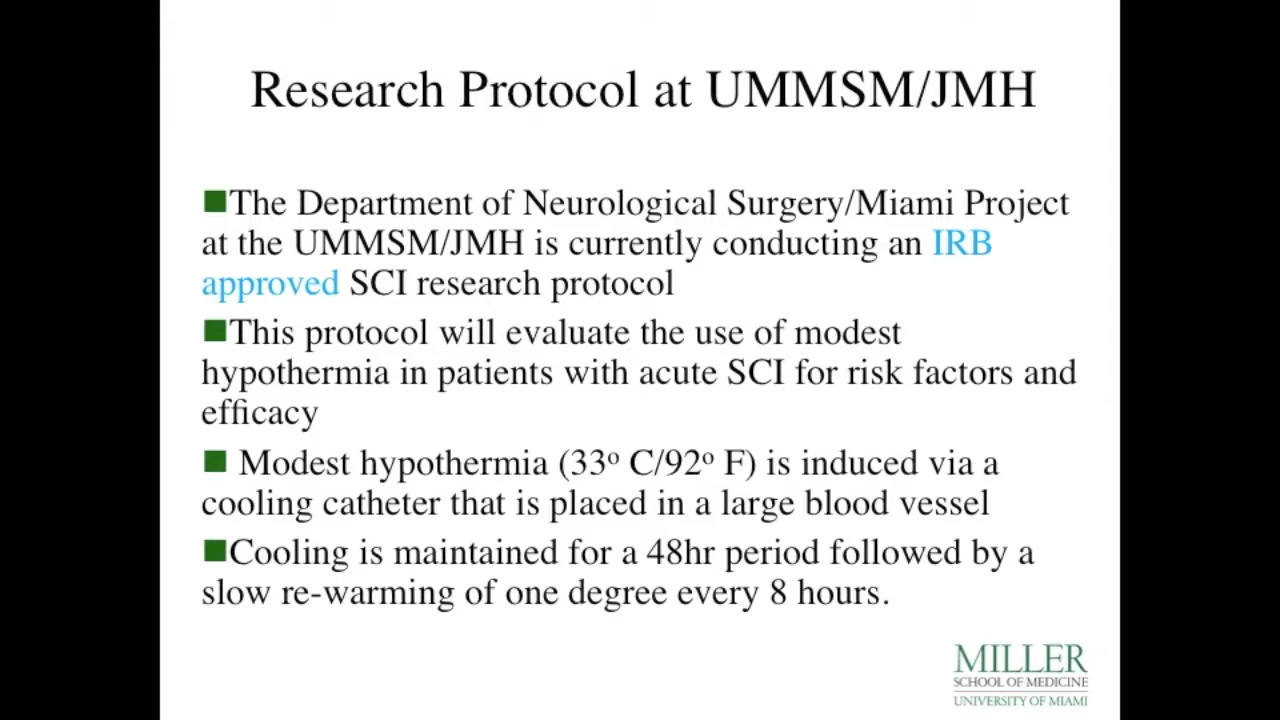 Research Protocol at UMMSM/JMH
The Department of Neurological Surgery/Miami Project
at the UMMSM/JMH is currently conducting an IRB
approved SCI research protocol
This protocol will evaluate the use of modest
hypothermia in patients with acute SCI for risk factors and
efficacy
Modest hypothermia (33º C/92º F) is induced via a
cooling catheter that is placed in a large blood vessel
Cooling is maintained for a 48hr period followed by a
slow re-warming of one degree every 8 hours.
MILLER
SCHOOL OF MEDICINE
UNIVERSITY OF MIAMI